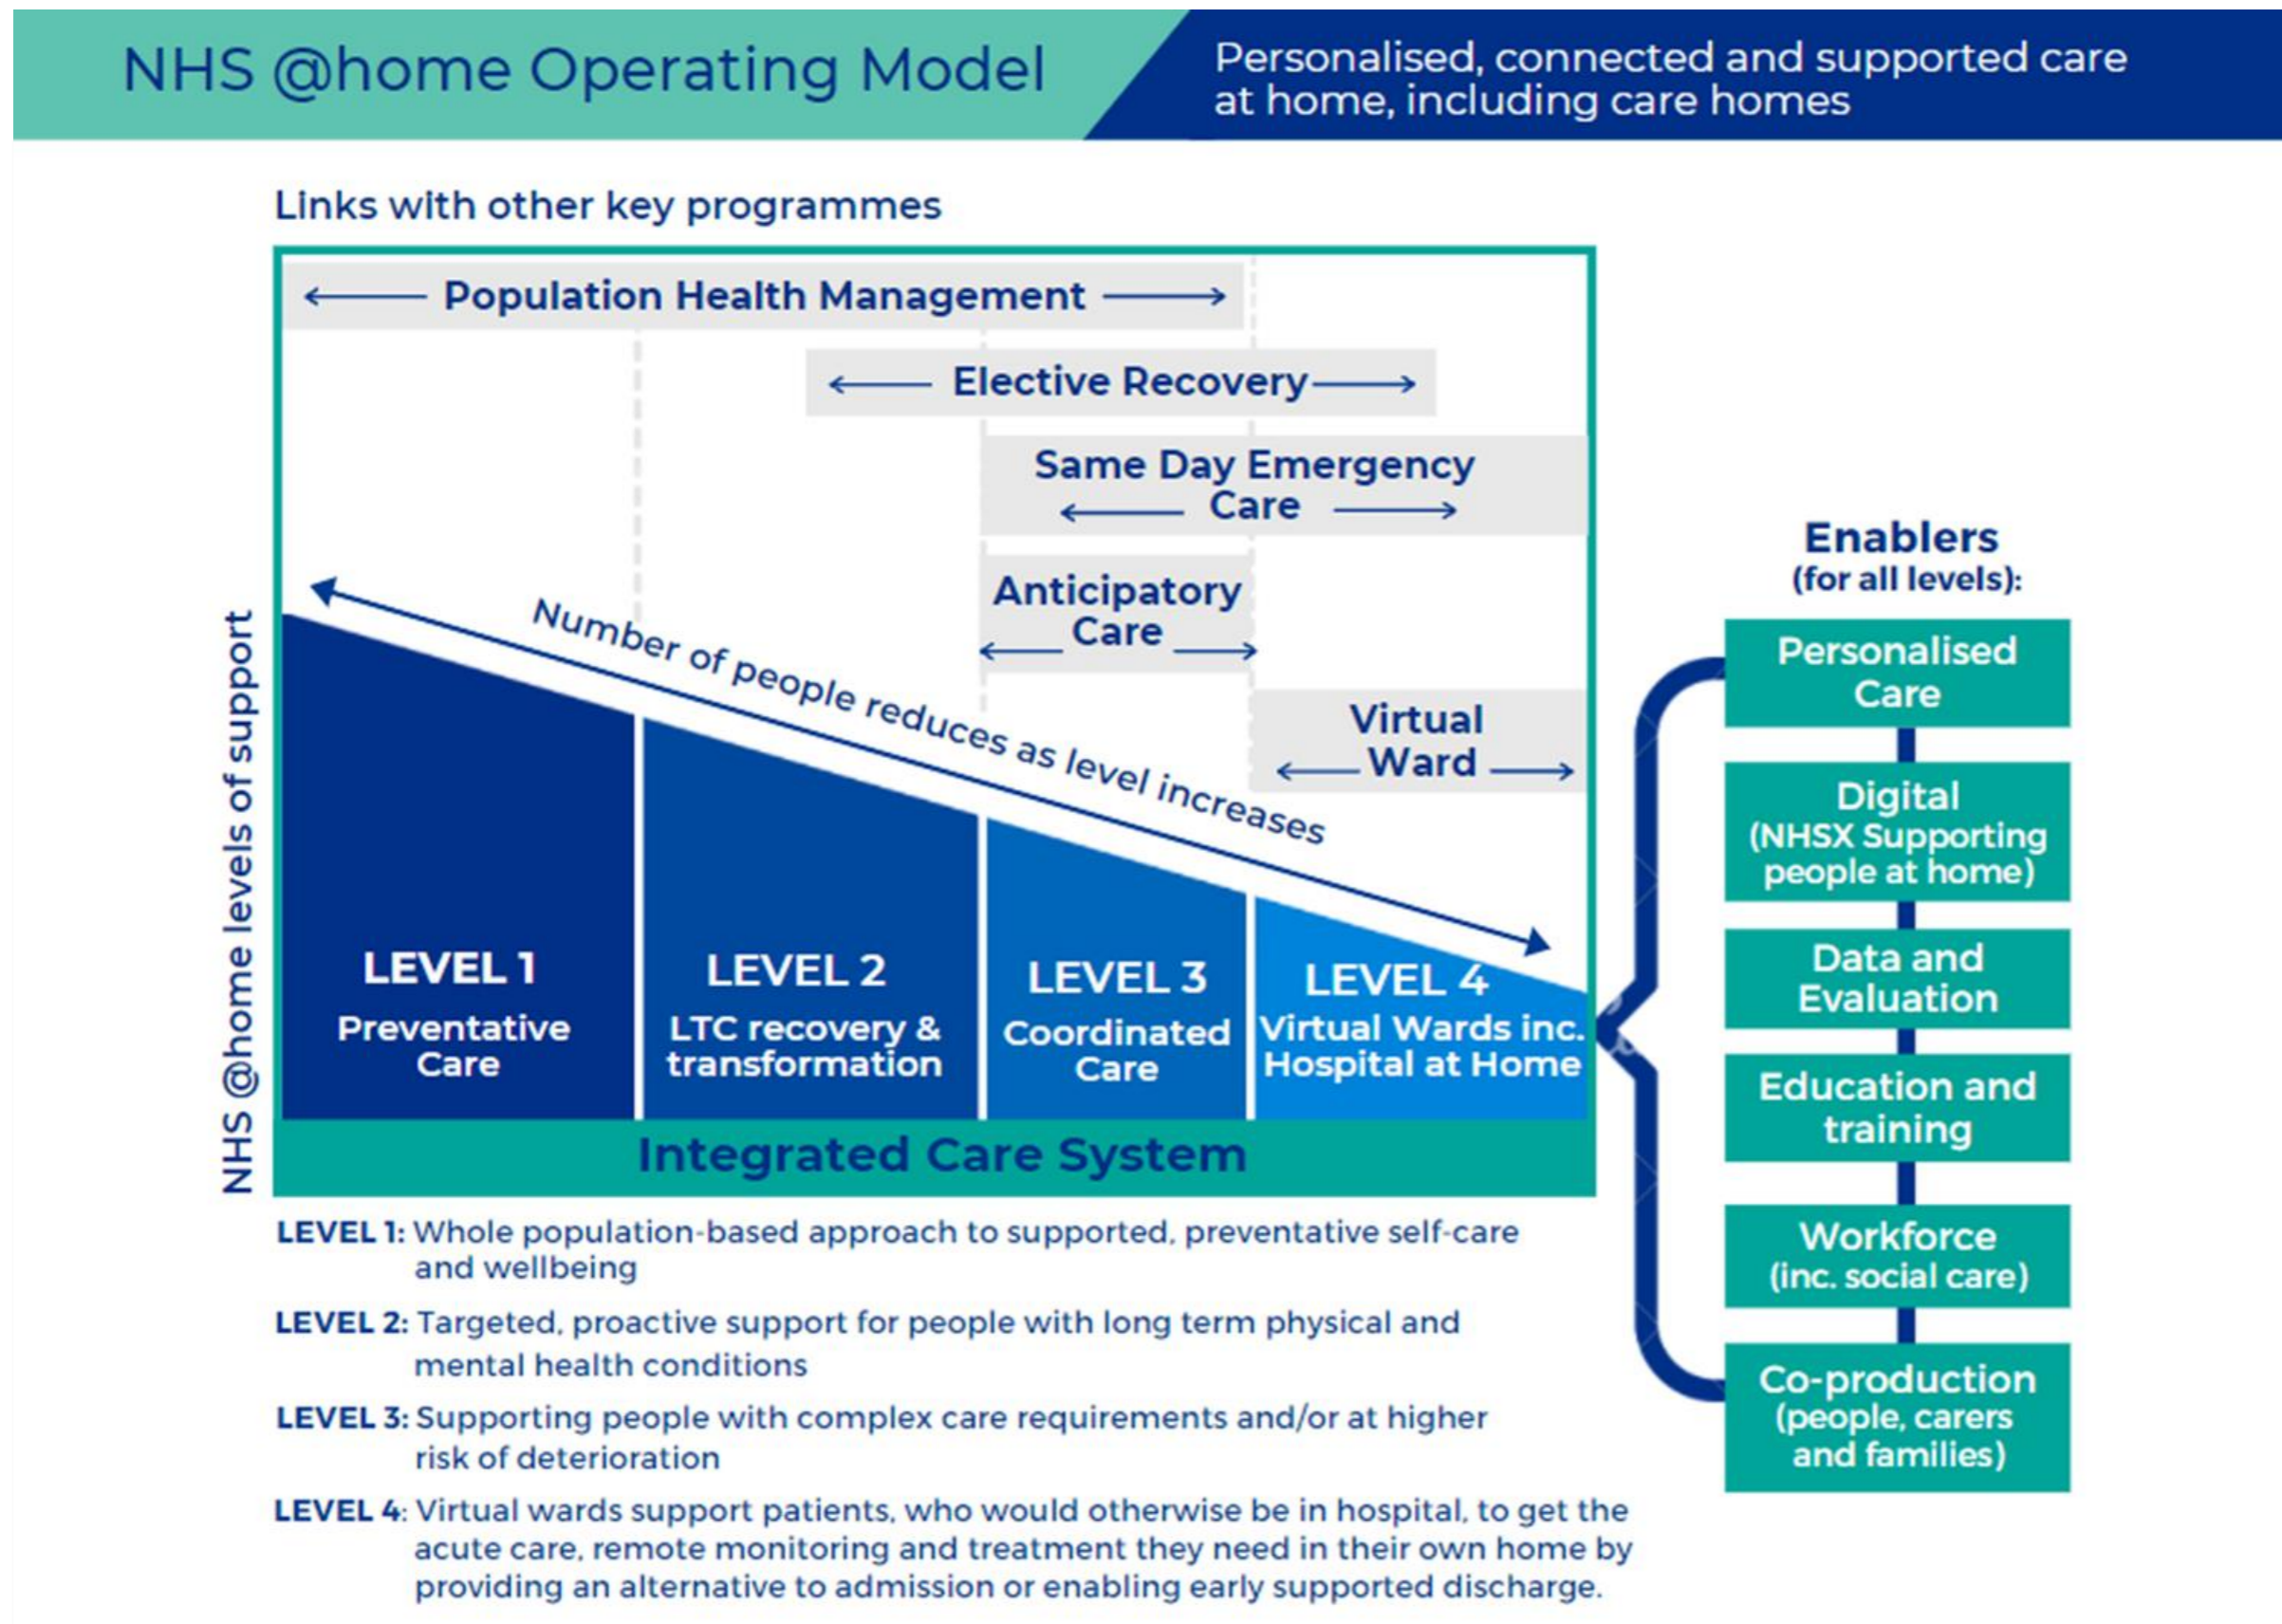 NHS @home Operating Model
Personalised, connected and supported care
at home, including care homes
Links with other key programmes
Population Health Management
Elective Recovery
Same Day Emergency
Care
Anticipatory
Care
Virtual
Ward
Number of people reduces as level increases
NHS @home levels of support
LEVEL 1
Preventative
Care
LEVEL 2
LTC recovery &
transformation
LEVEL 3
Coordinated
Care
LEVEL 4
Virtual Wards inc.
Hospital at Home
Integrated Care System
Enablers
(for all levels):
Personalised
Care
Digital
(NHSX Supporting
people at home)
Data and
Evaluation
Education and
training
Workforce
(inc. social care)
Co-production
(people, carers
and families)
LEVEL 1: Whole population-based approach to supported, preventative self-care
and wellbeing
LEVEL 2: Targeted, proactive support for people with long term physical and
mental health conditions
LEVEL 3: Supporting people with complex care requirements and/or at higher
risk of deterioration
LEVEL 4: Virtual wards support patients, who would otherwise be in hospital, to get the
acute care, remote monitoring and treatment they need in their own home by
providing an alternative to admission or enabling early supported discharge.